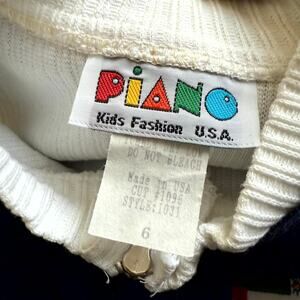 PiANO
Kids Fashion U.S.A.
DO NOT BLEACH
Made in USA
CUT #1096
STYLE:1031
6